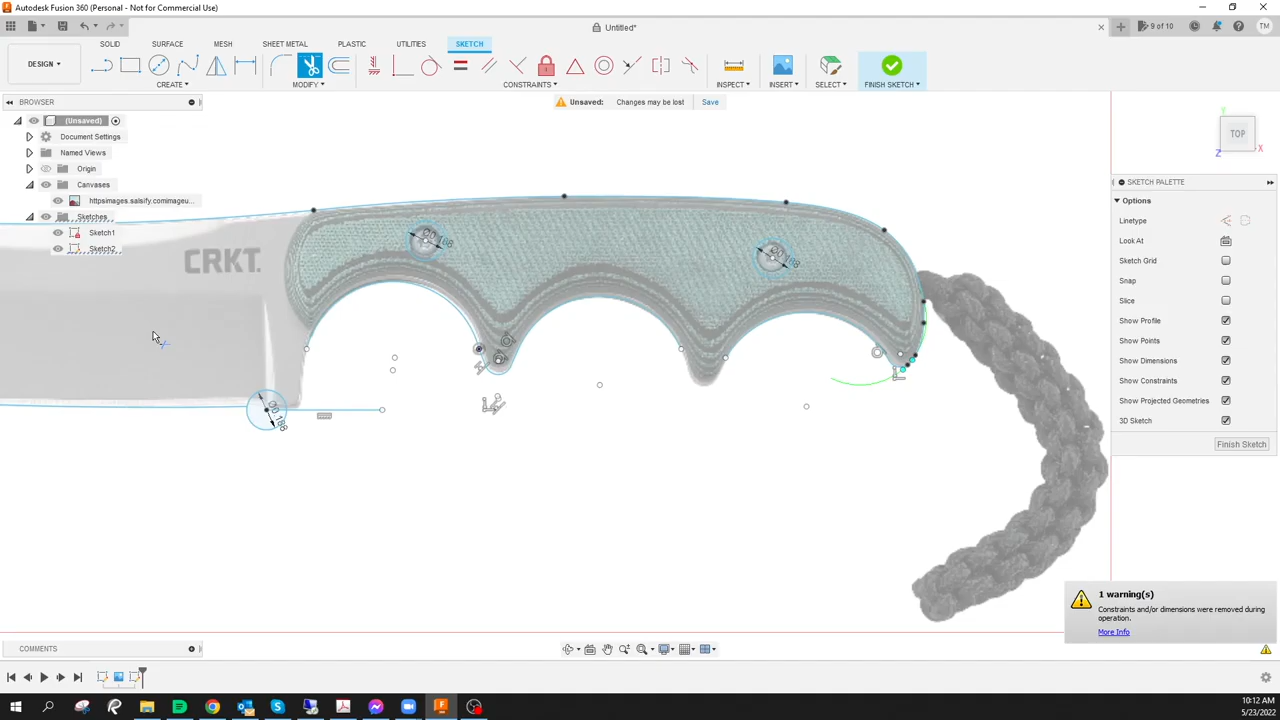 Autodesk Fusion 360 (Personal - Not for Commercial Use)
Untitled*
9 of 10
TM
SOLID SURFACE MESH SHEET METAL PLASTIC UTILITIES SKETCH
DESIGN
CREATE MODIFY CONSTRAINTS INSPECT INSERT SELECT FINISH SKETCH
BROWSER
Unsaved: Changes may be lost Save
(Unsaved)
Document Settings
Named Views
Origin
Canvases
httpsimages.salsify.comimageu...
Sketches
Sketch1
Sketch2
CRKT.
TOP
X
Y
Z
SKETCH PALETTE
Options
Linetype
Look At
Sketch Grid
Snap
Slice
Show Profile
Show Points
Show Dimensions
Show Constraints
Show Projected Geometries
3D Sketch
Finish Sketch
1 warning(s)
Constraints and/or dimensions were removed during
operation.
More Info
COMMENTS
10:12 AM
5/23/2022